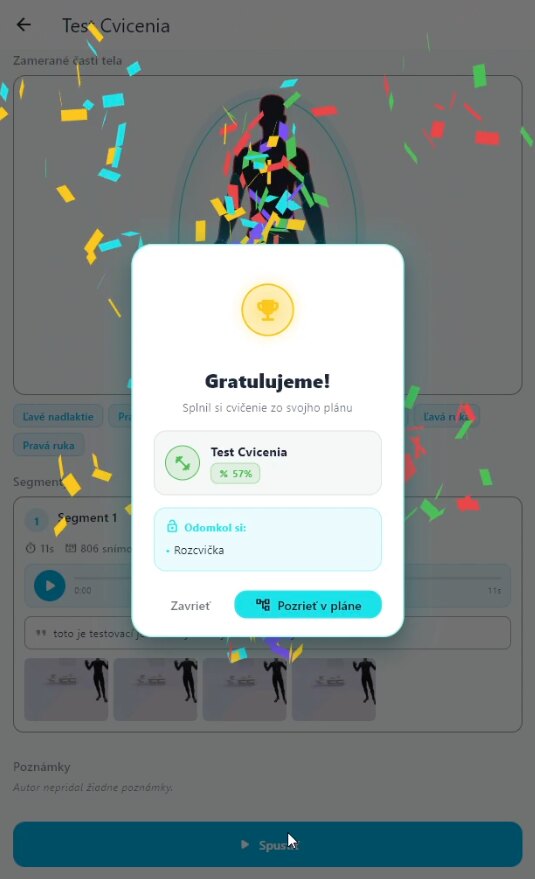 Test Cvicenia
Zamerané časti tela
Gratulujeme!
Splnil si cvičenie zo svojho plánu
Test Cvicenia
% 57%
Odomkol si:
• Rozcvička
Zavrieť
Pozrieť v pláne
Ľavé nadlaktie
Ľavá ruka
Pravá ruka
Segment
1
Segment 1
11s
806
0:00
11s
toto je testovací
Poznámky
Autor nepridal žiadne poznámky.